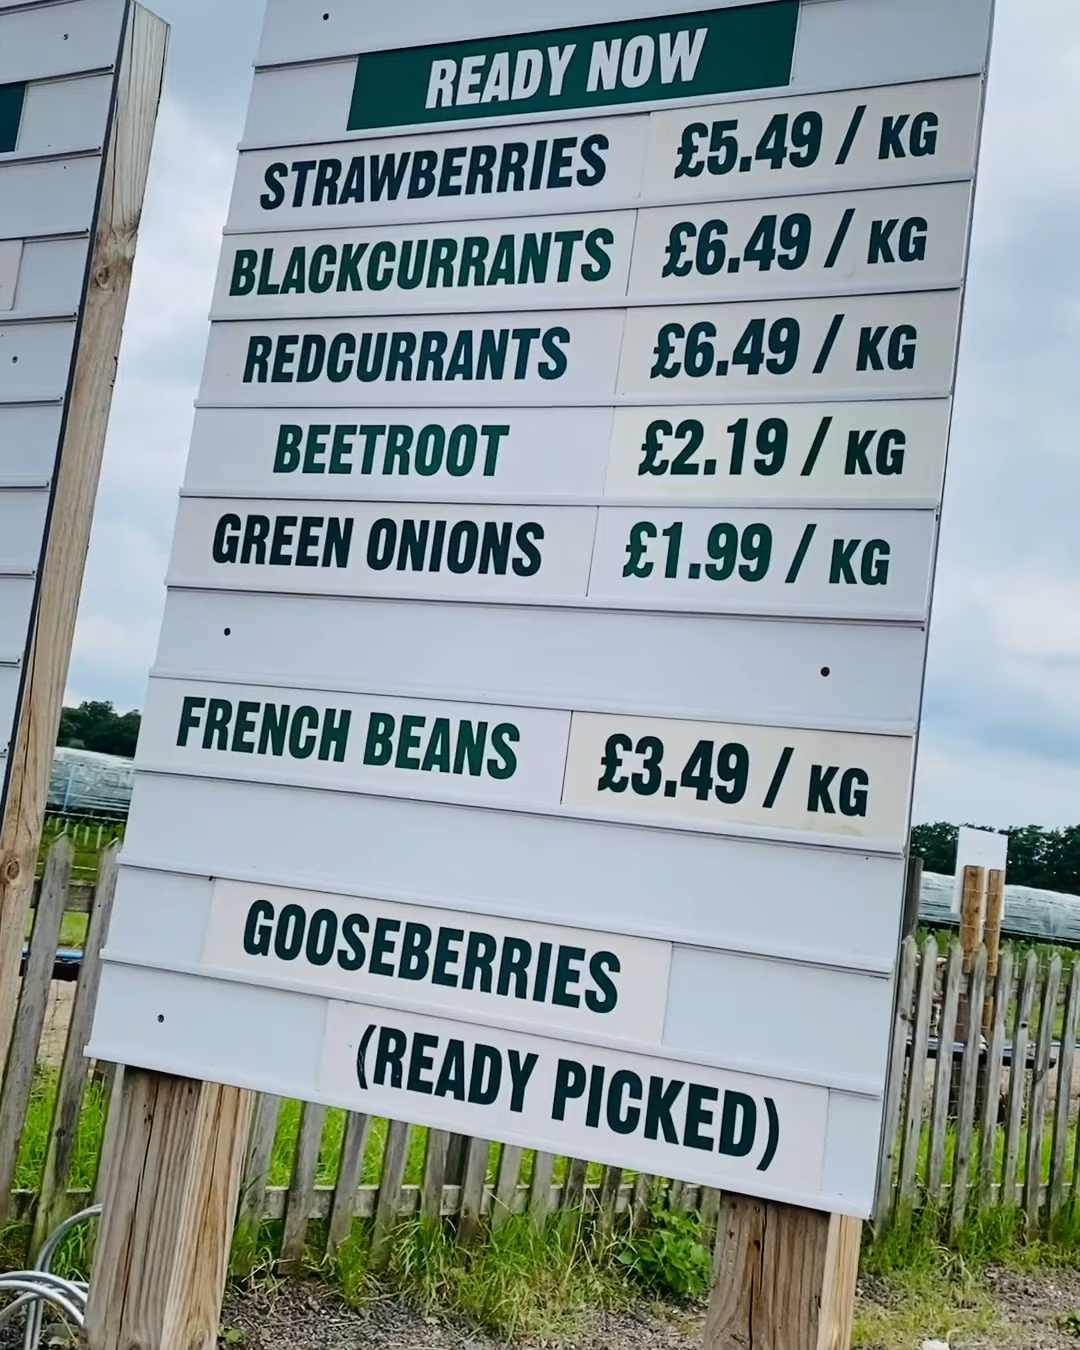 READY NOW
STRAWBERRIES £5.49 / KG
BLACKCURRANTS £6.49 / KG
REDCURRANTS £6.49 / KG
BEETROOT £2.19 / KG
GREEN ONIONS £1.99 / KG
FRENCH BEANS £3.49 / KG
GOOSEBERRIES
(READY PICKED)